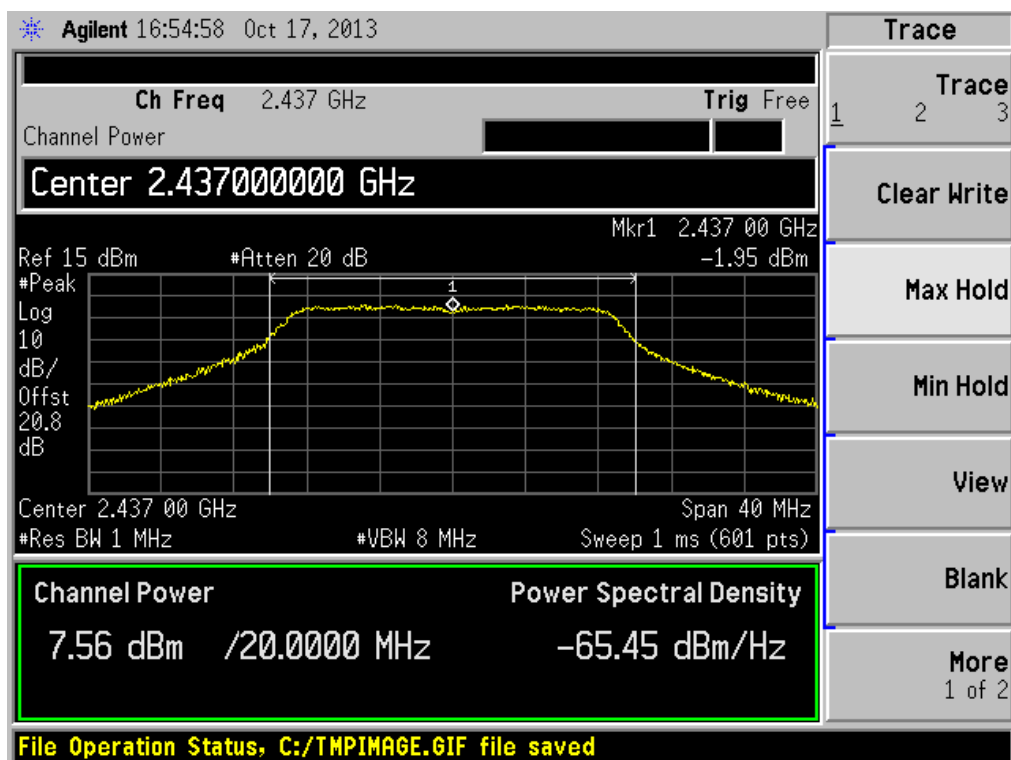 Agilent 16:54:58 Oct 17, 2013
Trace
Ch Freq 2.437 GHz Trig Free
Channel Power
Center 2.437000000 GHz
Mkr1 2.437 00 GHz
Ref 15 dBm #Atten 20 dB -1.95 dBm
#Peak
1
Log
10
dB/
Offst
20.8
dB
Center 2.437 00 GHz Span 40 MHz
#Res BW 1 MHz #VBW 8 MHz Sweep 1 ms (601 pts)
Channel Power Power Spectral Density
7.56 dBm /20.0000 MHz -65.45 dBm/Hz
Trace
1 2 3
Clear Write
Max Hold
Min Hold
View
Blank
More
1 of 2
File Operation Status, C:/TMPIMAGE.GIF file saved